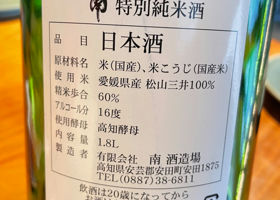 南 特別純米酒
品目 日本酒
原材料名 米（国産）、米こうじ（国産米）
使用米 愛媛県産 松山三井100%
精米歩合 60%
アルコール分 16度
使用酵母 高知酵母
内容量 1.8L
製造者 有限会社 南 酒造場
高知県安芸郡安田町安田1875
TEL(0887)38-6811
飲酒は20歳になってから